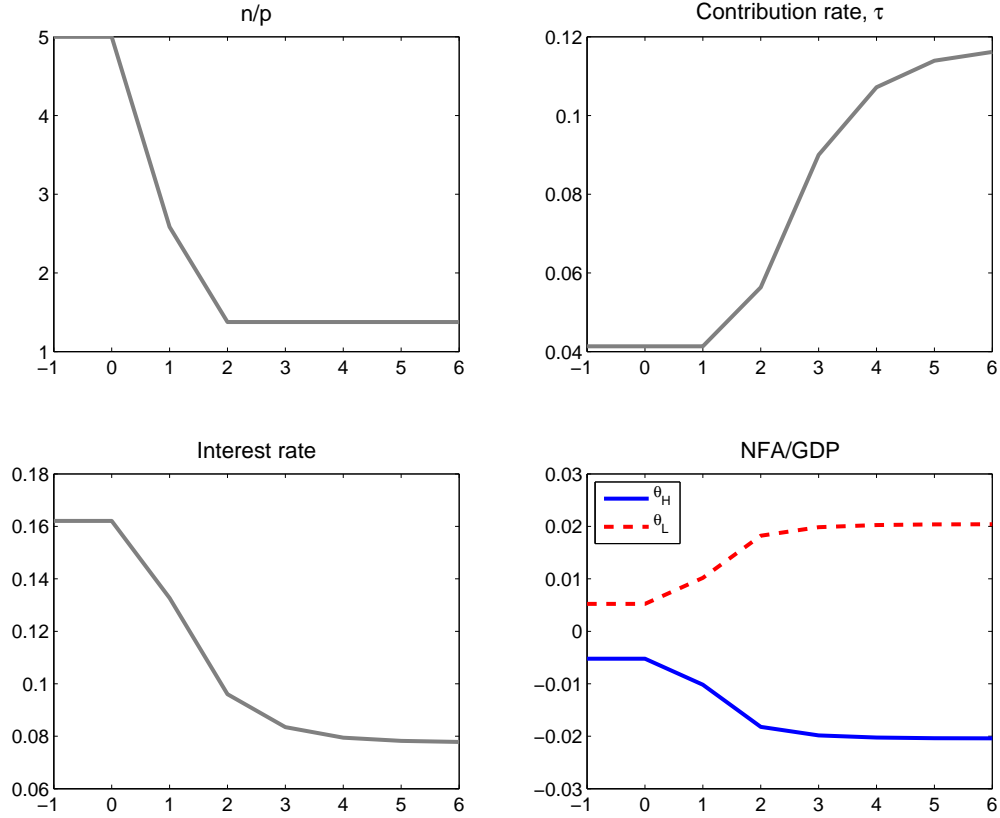 n/p
5
4
3
2
1
−1 0 1 2 3 4 5 6
Contribution rate, τ
0.12
0.1
0.08
0.06
0.04
−1 0 1 2 3 4 5 6
Interest rate
0.18
0.16
0.14
0.12
0.1
0.08
0.06
−1 0 1 2 3 4 5 6
NFA/GDP
0.03
0.02
0.01
0
−0.01
−0.02
−0.03
−1 0 1 2 3 4 5 6
θ_H
θ_L